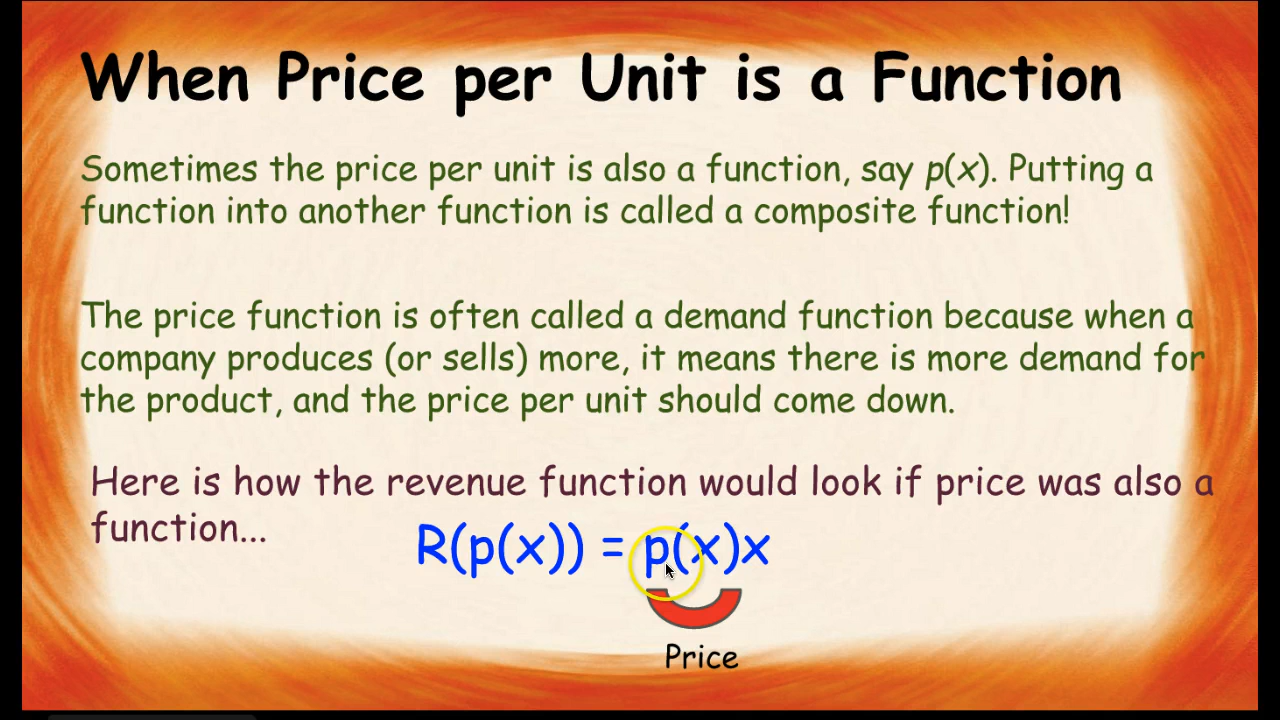 When Price per Unit is a Function
Sometimes the price per unit is also a function, say p(x). Putting a
function into another function is called a composite function!
The price function is often called a demand function because when a
company produces (or sells) more, it means there is more demand for
the product, and the price per unit should come down.
Here is how the revenue function would look if price was also a
function...
R(p(x)) = p(x)x
Price